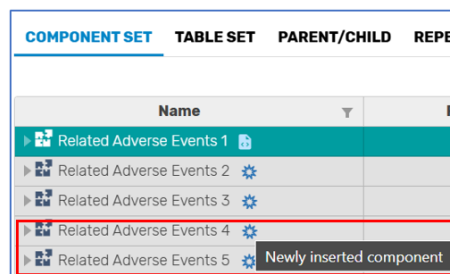 COMPONENT SET TABLE SET PARENT/CHILD REPE
Name
Related Adverse Events 1
Related Adverse Events 2
Related Adverse Events 3
Related Adverse Events 4
Related Adverse Events 5 Newly inserted component